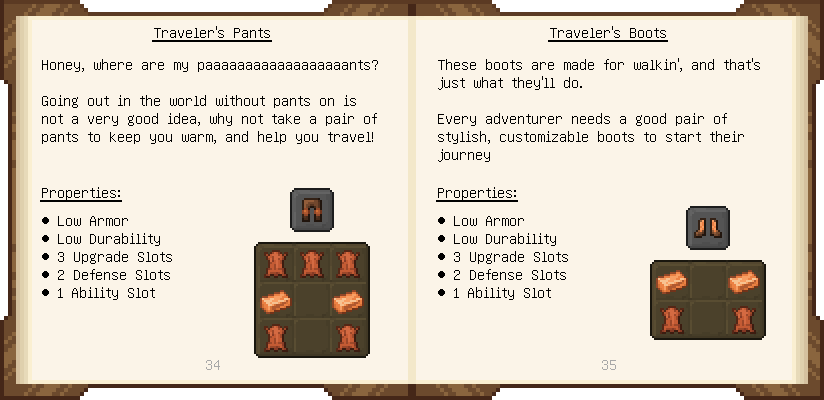 Traveler's Pants
Honey, where are my paaaaaaaaaaaaaaaaaants?
Going out in the world without pants on is
not a very good idea, why not take a pair of
pants to keep you warm, and help you travel!
Properties:
• Low Armor
• Low Durability
• 3 Upgrade Slots
• 2 Defense Slots
• 1 Ability Slot
34
Traveler's Boots
These boots are made for walkin', and that's
just what they'll do.
Every adventurer needs a good pair of
stylish, customizable boots to start their
journey
Properties:
• Low Armor
• Low Durability
• 3 Upgrade Slots
• 2 Defense Slots
• 1 Ability Slot
35